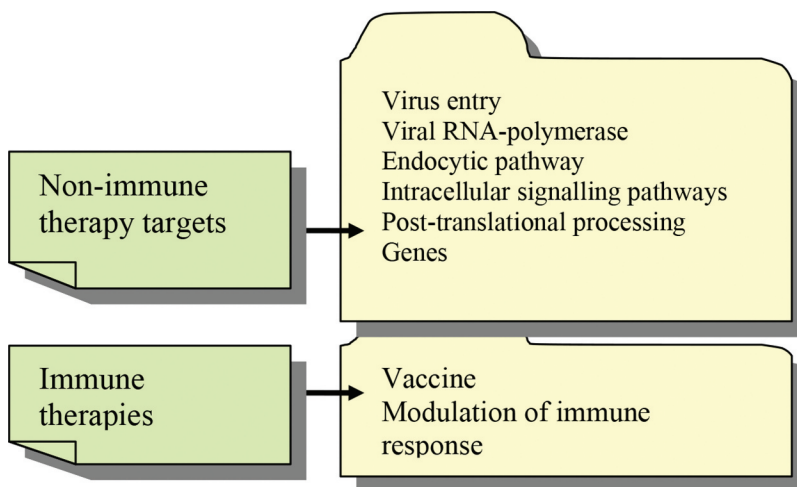 Non-immune
therapy targets
Virus entry
Viral RNA-polymerase
Endocytic pathway
Intracellular signalling pathways
Post-translational processing
Genes
Immune
therapies
Vaccine
Modulation of immune
response